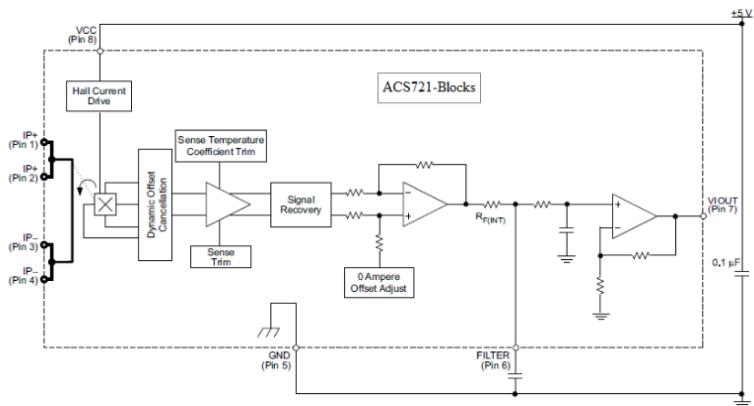 +5 V
VCC
(Pin 8)
Hall Current
Drive
ACS721-Blocks
IP+
(Pin 1)
IP+
(Pin 2)
IP−
(Pin 3)
IP−
(Pin 4)
Dynamic Offset
Cancellation
Sense Temperature
Coefficient Trim
Sense
Trim
Signal
Recovery
0 Ampere
Offset Adjust
RF(INT)
VIOUT
(Pin 7)
0.1 µF
GND
(Pin 5)
FILTER
(Pin 6)